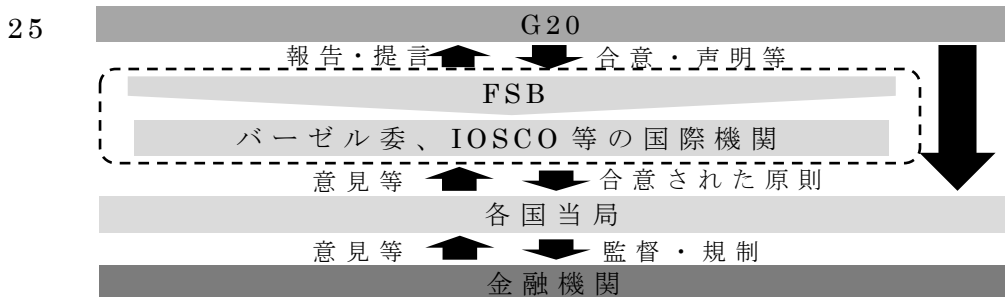 25
G20
報告・提言 合意・声明等
FSB
バーゼル委、IOSCO等の国際機関
意見等 合意された原則
各国当局
意見等 監督・規制
金融機関